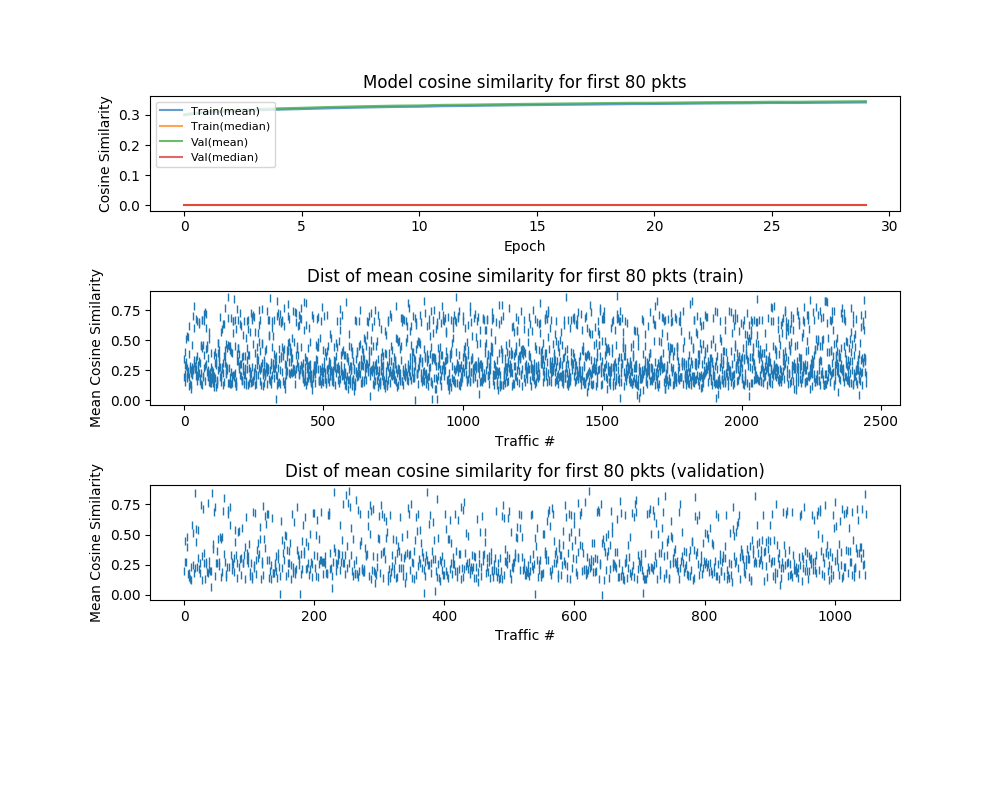 Model cosine similarity for first 80 pkts
Cosine Similarity
0.3
0.2
0.1
0.0
Train(mean)
Train(median)
Val(mean)
Val(median)
0 5 10 15 20 25 30
Epoch
Dist of mean cosine similarity for first 80 pkts (train)
Mean Cosine Similarity
0.75
0.50
0.25
0.00
0 500 1000 1500 2000 2500
Traffic #
Dist of mean cosine similarity for first 80 pkts (validation)
Mean Cosine Similarity
0.75
0.50
0.25
0.00
0 200 400 600 800 1000
Traffic #